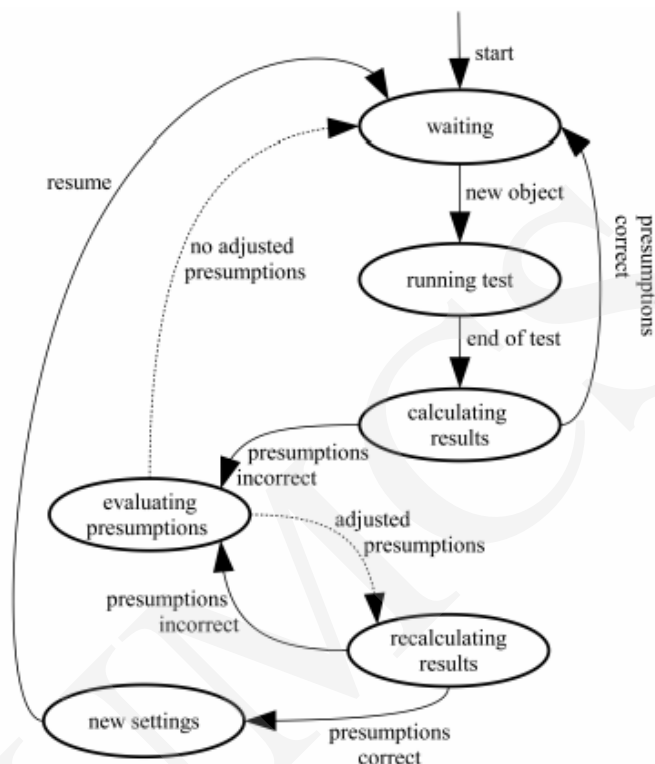 start
waiting
resume
new object
no adjusted
presumptions
presumptions
correct
running test
end of test
calculating
results
presumptions
incorrect
evaluating
presumptions
adjusted
presumptions
presumptions
incorrect
recalculating
results
new settings
presumptions
correct
UMCS